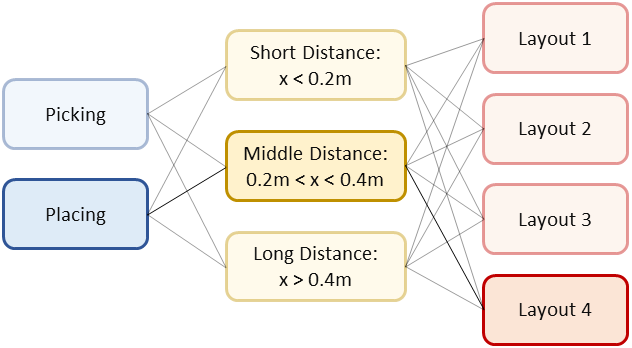 Picking
Placing
Short Distance:
x < 0.2m
Middle Distance:
0.2m < x < 0.4m
Long Distance:
x > 0.4m
Layout 1
Layout 2
Layout 3
Layout 4